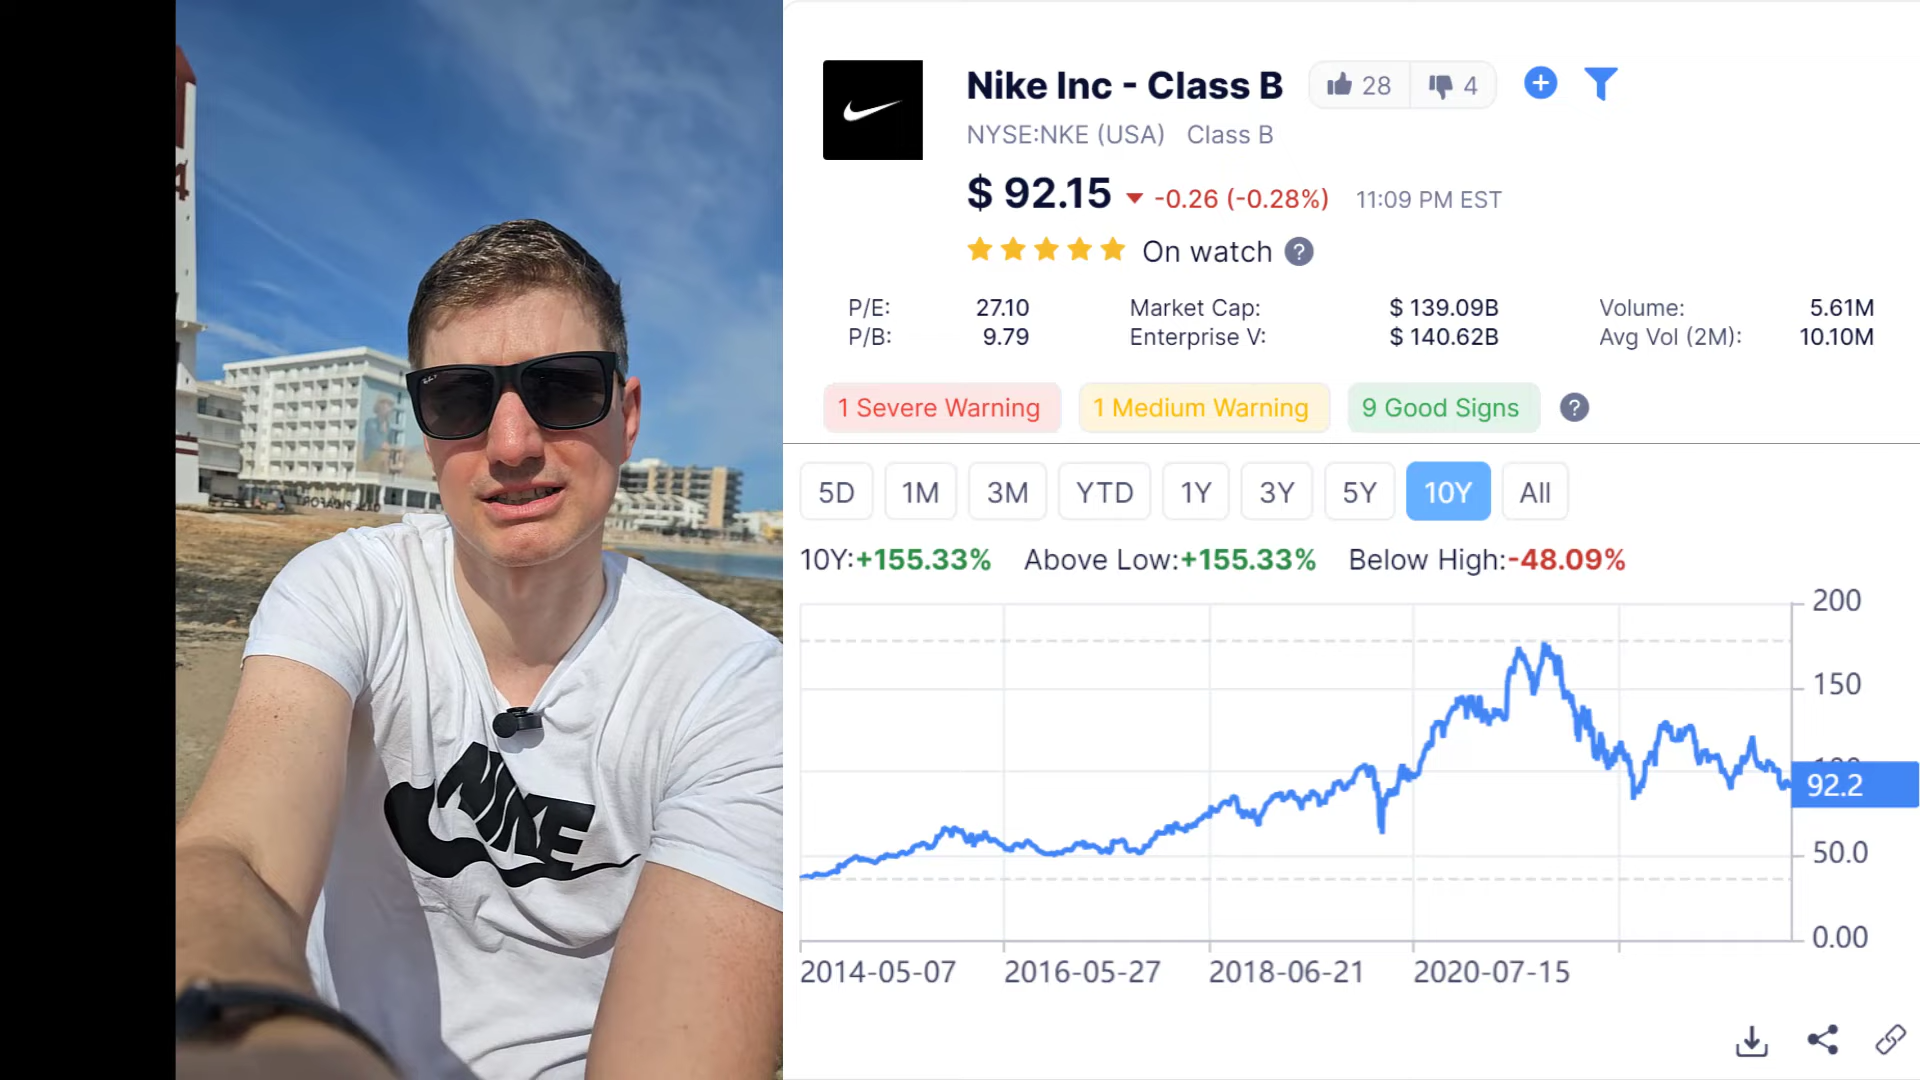 4
NIKE
Nike Inc - Class B
28
4
NYSE:NKE (USA) Class B
$ 92.15 -0.26 (-0.28%) 11:09 PM EST
On watch ?
P/E: 27.10 Market Cap: $ 139.09B Volume: 5.61M
P/B: 9.79 Enterprise V: $ 140.62B Avg Vol (2M): 10.10M
1 Severe Warning 1 Medium Warning 9 Good Signs ?
5D 1M 3M YTD 1Y 3Y 5Y 10Y All
10Y:+155.33% Above Low:+155.33% Below High:-48.09%
200
150
92.2
50.0
0.00
2014-05-07 2016-05-27 2018-06-21 2020-07-15